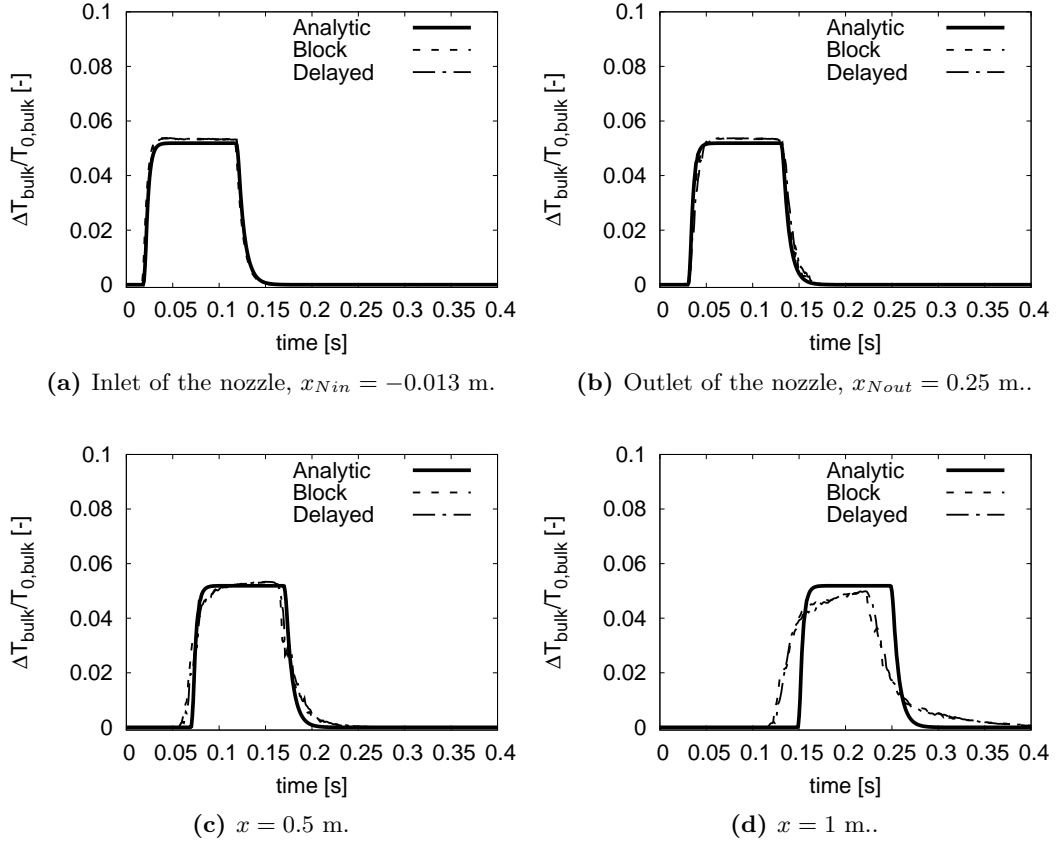 0.1
0.08
0.06
0.04
0.02
0
ΔT_bulk/T_0,bulk [-]
Analytic
Block
Delayed
0 0.05 0.1 0.15 0.2 0.25 0.3 0.35 0.4
time [s]
(a) Inlet of the nozzle, x_Nin = −0.013 m.
0.1
0.08
0.06
0.04
0.02
0
ΔT_bulk/T_0,bulk [-]
Analytic
Block
Delayed
0 0.05 0.1 0.15 0.2 0.25 0.3 0.35 0.4
time [s]
(b) Outlet of the nozzle, x_Nout = 0.25 m..
0.1
0.08
0.06
0.04
0.02
0
ΔT_bulk/T_0,bulk [-]
Analytic
Block
Delayed
0 0.05 0.1 0.15 0.2 0.25 0.3 0.35 0.4
time [s]
(c) x = 0.5 m.
0.1
0.08
0.06
0.04
0.02
0
ΔT_bulk/T_0,bulk [-]
Analytic
Block
Delayed
0 0.05 0.1 0.15 0.2 0.25 0.3 0.35 0.4
time [s]
(d) x = 1 m..